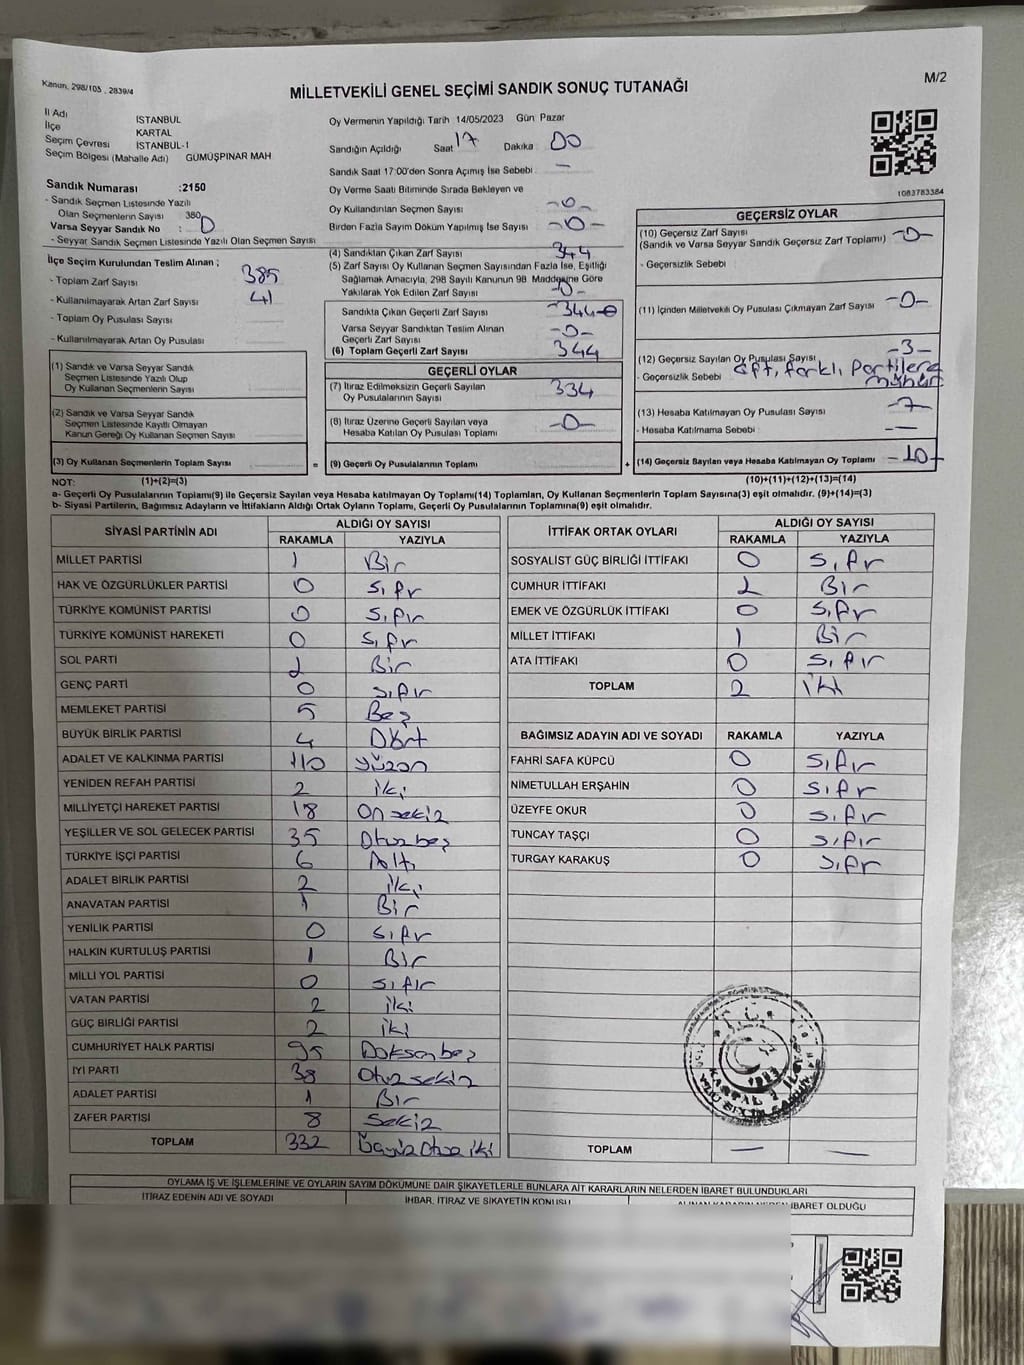 Kanun, 298/103 , 2839/4
MİLLETVEKİLİ GENEL SEÇİMİ SANDIK SONUÇ TUTANAĞI
M/2
İl Adı İSTANBUL
İlçe KARTAL
Seçim Çevresi İSTANBUL-1
Seçim Bölgesi (Mahalle Adı) GÜMÜŞPINAR MAH
Sandık Numarası :2150
- Sandık Seçmen Listesinde Yazılı
Olan Seçmenlerin Sayısı 380
Varsa Seyyar Sandık No : 0
- Seyyar Sandık Seçmen Listesinde Yazılı Olan Seçmen Sayısı
İlçe Seçim Kurulundan Teslim Alınan ;
- Toplam Zarf Sayısı 385
- Kullanılmayarak Artan Zarf Sayısı 41
- Toplam Oy Pusulası Sayısı
- Kullanılmayarak Artan Oy Pusulası
(1) Sandık ve Varsa Seyyar Sandık
Seçmen Listesinde Yazılı Olup
Oy Kullanan Seçmenlerin Sayısı
(2) Sandık ve Varsa Seyyar Sandık
Seçmen Listesinde Kayıtlı Olmayan
Kanun Gereği Oy Kullanan Seçmen Sayısı
(3) Oy Kullanan Seçmenlerin Toplam Sayısı
Oy Vermenin Yapıldığı Tarih 14/05/2023 Gün Pazar
Sandığın Açıldığı Saat 17 Dakika 00
Sandık Saat 17:00'den Sonra Açımış İse Sebebi : -
Oy Verme Saati Bitiminde Sırada Bekleyen ve
Oy Kullandırılan Seçmen Sayısı -0-
Birden Fazla Sayım Döküm Yapılmış İse Sayısı -0-
(4) Sandıktan Çıkan Zarf Sayısı 344
(5) Zarf Sayısı Oy Kullanan Seçmen Sayısından Fazla İse, Eşitliği
Sağlamak Amacıyla, 298 Sayılı Kanunun 98. Maddesine Göre
Yakılarak Yok Edilen Zarf Sayısı -0-
Sandıkta Çıkan Geçerli Zarf Sayısı -344-
Varsa Seyyar Sandıktan Teslim Alınan
Geçerli Zarf Sayısı -0-
(6) Toplam Geçerli Zarf Sayısı 344
GEÇERLİ OYLAR
(7) İtiraz Edilmeksizin Geçerli Sayılan
Oy Pusulalarının Sayısı 334
(8) İtiraz Üzerine Geçerli Sayılan veya
Hesaba Katılan Oy Pusulası Toplamı -0-
= (9) Geçerli Oy Pusulalarının Toplamı
1083783384
GEÇERSİZ OYLAR
(10) Geçersiz Zarf Sayısı
(Sandık ve Varsa Seyyar Sandık Geçersiz Zarf Toplamı) -0-
- Geçersizlik Sebebi
(11) İçinden Milletvekili Oy Pusulası Çıkmayan Zarf Sayısı -0-
(12) Geçersiz Sayılan Oy Pusulası Sayısı -3-
- Geçersizlik Sebebi Çift, farklı Partilere
mühür
(13) Hesaba Katılmayan Oy Pusulası Sayısı -7-
- Hesaba Katılmama Sebebi -
+ (14) Geçersiz Sayılan veya Hesaba Katılmayan Oy Toplamı -10-
NOT: (1)+(2)=(3) (10)+(11)+(12)+(13)=(14)
a- Geçerli Oy Pusulalarının Toplamı(9) ile Geçersiz Sayılan veya Hesaba katılmayan Oy Toplamı(14) Toplamları, Oy Kullanan Seçmenlerin Toplam Sayısına(3) eşit olmalıdır. (9)+(14)=(3)
b- Siyasi Partilerin, Bağımsız Adayların ve İttifakların Aldığı Ortak Oyların Toplamı, Geçerli Oy Pusulalarının Toplamına(9) eşit olmalıdır.
SİYASİ PARTİNİN ADI ALDIĞI OY SAYISI
RAKAMLA YAZIYLA
MİLLET PARTİSİ 1 Bir
HAK VE ÖZGÜRLÜKLER PARTİSİ 0 Sıfır
TÜRKİYE KOMÜNİST PARTİSİ 0 Sıfır
TÜRKİYE KOMÜNİST HAREKETİ 0 Sıfır
SOL PARTİ 1 Bir
GENÇ PARTİ 0 Sıfır
MEMLEKET PARTİSİ 5 Beş
BÜYÜK BİRLİK PARTİSİ 4 Dört
ADALET VE KALKINMA PARTİSİ 110 Yüzon
YENİDEN REFAH PARTİSİ 2 İki
MİLLİYETÇİ HAREKET PARTİSİ 18 Onsekiz
YEŞİLLER VE SOL GELECEK PARTİSİ 35 Otuzbeş
TÜRKİYE İŞÇİ PARTİSİ 6 Altı
ADALET BİRLİK PARTİSİ 2 İki
ANAVATAN PARTİSİ 1 Bir
YENİLİK PARTİSİ 0 Sıfır
HALKIN KURTULUŞ PARTİSİ 1 Bir
MİLLİ YOL PARTİSİ 0 Sıfır
VATAN PARTİSİ 2 İki
GÜÇ BİRLİĞİ PARTİSİ 2 İki
CUMHURİYET HALK PARTİSİ 95 Doksanbeş
İYİ PARTİ 38 Otuzsekiz
ADALET PARTİSİ 1 Bir
ZAFER PARTİSİ 8 Sekiz
TOPLAM 332 Üçyüz Otuz iki
İTTİFAK ORTAK OYLARI ALDIĞI OY SAYISI
RAKAMLA YAZIYLA
SOSYALİST GÜÇ BİRLİĞİ İTTİFAKI 0 Sıfır
CUMHUR İTTİFAKI 1 Bir
EMEK VE ÖZGÜRLÜK İTTİFAKI 0 Sıfır
MİLLET İTTİFAKI 1 Bir
ATA İTTİFAKI 0 Sıfır
TOPLAM 2 İki
BAĞIMSIZ ADAYIN ADI VE SOYADI RAKAMLA YAZIYLA
FAHRİ SAFA KÜPCÜ 0 Sıfır
NİMETULLAH ERŞAHİN 0 Sıfır
ÜZEYFE OKUR 0 Sıfır
TUNCAY TAŞÇI 0 Sıfır
TURGAY KARAKUŞ 0 Sıfır
TOPLAM - -
OYLAMA İŞ VE İŞLEMLERİNE VE OYLARIN SAYIM DÖKÜMÜNE DAİR ŞİKAYETLERLE BUNLARA AİT KARARLARIN NELERDEN İBARET BULUNDUKLARI
İTİRAZ EDENİN ADI VE SOYADI İHBAR, İTİRAZ VE ŞİKAYETİN KONUSU İBARET OLDUĞU